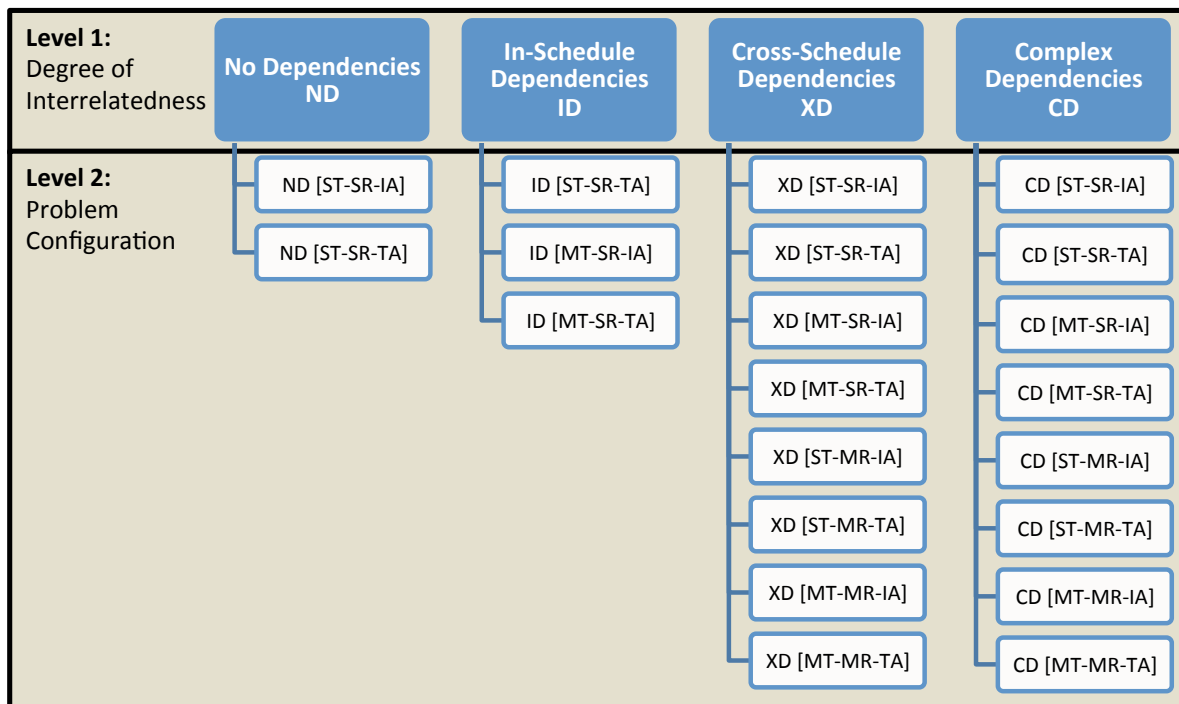 Level 1:
Degree of
Interrelatedness
No Dependencies
ND
In-Schedule
Dependencies
ID
Cross-Schedule
Dependencies
XD
Complex
Dependencies
CD
Level 2:
Problem
Configuration
ND [ST-SR-IA]
ND [ST-SR-TA]
ID [ST-SR-TA]
ID [MT-SR-IA]
ID [MT-SR-TA]
XD [ST-SR-IA]
XD [ST-SR-TA]
XD [MT-SR-IA]
XD [MT-SR-TA]
XD [ST-MR-IA]
XD [ST-MR-TA]
XD [MT-MR-IA]
XD [MT-MR-TA]
CD [ST-SR-IA]
CD [ST-SR-TA]
CD [MT-SR-IA]
CD [MT-SR-TA]
CD [ST-MR-IA]
CD [ST-MR-TA]
CD [MT-MR-IA]
CD [MT-MR-TA]